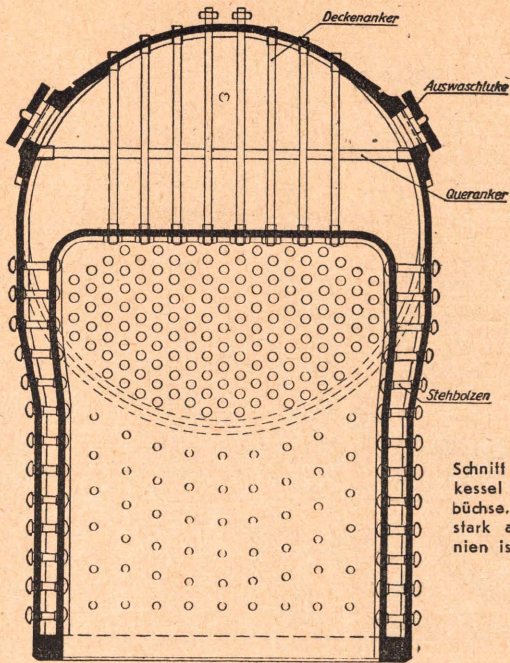 Deckenanker
Auswaschluke
Queranker
Stehbolzen
Schnitt
kessel
büchse.
stark a
nien is